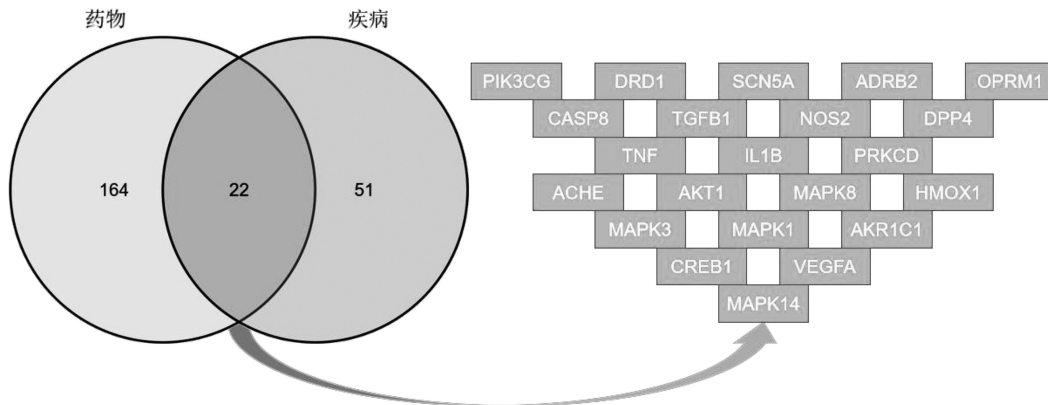 药物 疾病
PIK3CG DRD1 SCN5A ADRB2 OPRM1
CASP8 TGFB1 NOS2 DPP4
TNF IL1B PRKCD
164 22 51
ACHE AKT1 MAPK8 HMOX1
MAPK3 MAPK1 AKR1C1
CREB1 VEGFA
MAPK14